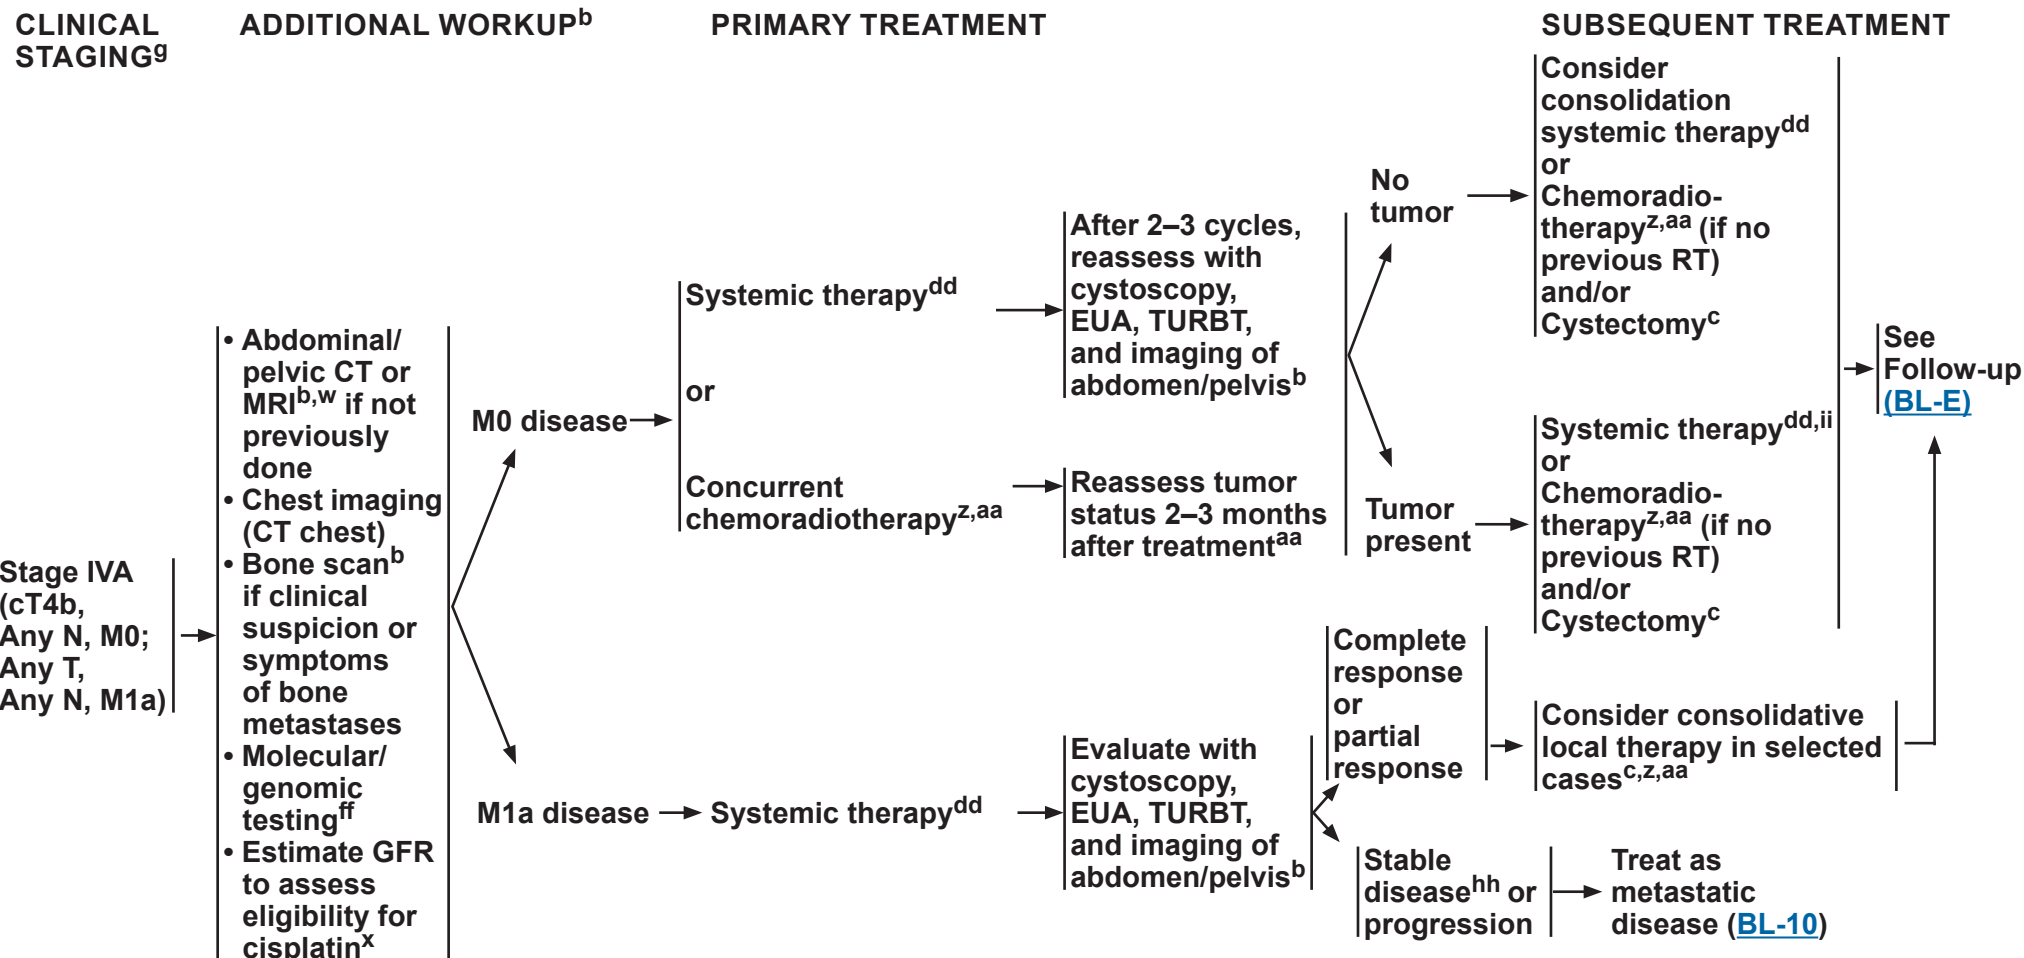 CLINICAL
STAGINGg
ADDITIONAL WORKUPb
PRIMARY TREATMENT
SUBSEQUENT TREATMENT
Stage IVA
(cT4b,
Any N, M0;
Any T,
Any N, M1a)
• Abdominal/
pelvic CT or
MRIb,w if not
previously
done
• Chest imaging
(CT chest)
• Bone scanb
if clinical
suspicion or
symptoms
of bone
metastases
• Molecular/
genomic
testingff
• Estimate GFR
to assess
eligibility for
cisplatinx
M0 disease
Systemic therapydd
or
Concurrent
chemoradiotherapyz,aa
After 2–3 cycles,
reassess with
cystoscopy,
EUA, TURBT,
and imaging of
abdomen/pelvisb
Reassess tumor
status 2–3 months
after treatmentaa
No
tumor
Consider
consolidation
systemic therapydd
or
Chemoradio-
therapyz,aa (if no
previous RT)
and/or
Cystectomyc
Tumor
present
Systemic therapydd,ii
or
Chemoradio-
therapyz,aa (if no
previous RT)
and/or
Cystectomyc
See
Follow-up
(BL-E)
M1a disease
Systemic therapydd
Evaluate with
cystoscopy,
EUA, TURBT,
and imaging of
abdomen/pelvisb
Complete
response
or
partial
response
Consider consolidative
local therapy in selected
casesc,z,aa
Stable
diseasehh or
progression
Treat as
metastatic
disease (BL-10)